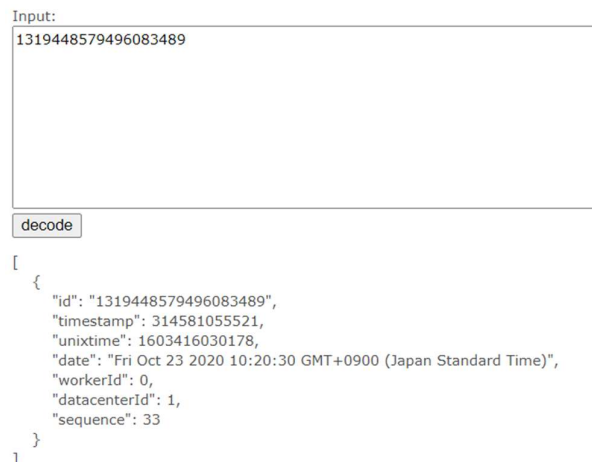 Input:
1319448579496083489
decode
[
{
"id": "1319448579496083489",
"timestamp": 314581055521,
"unixtime": 1603416030178,
"date": "Fri Oct 23 2020 10:20:30 GMT+0900 (Japan Standard Time)",
"workerId": 0,
"datacenterId": 1,
"sequence": 33
}
]